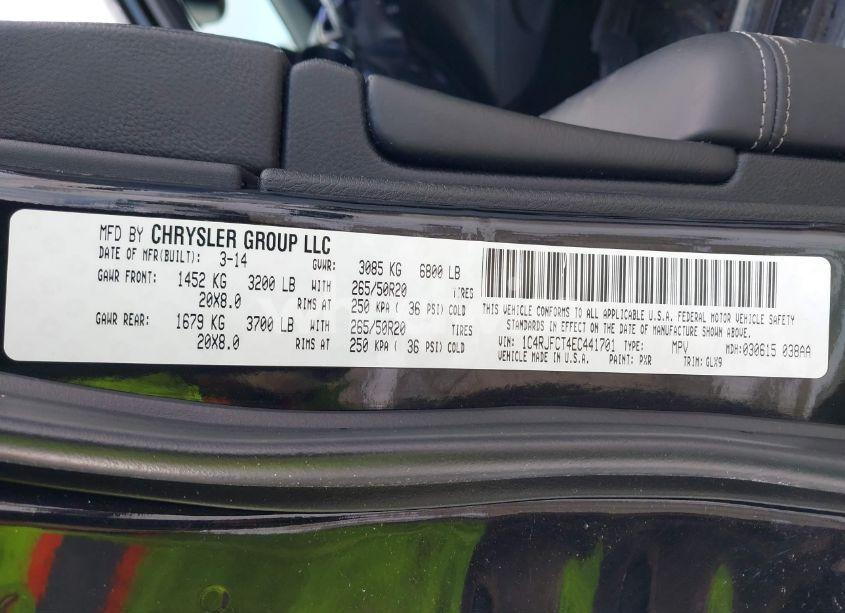 MFD BY CHRYSLER GROUP LLC
DATE OF MFR(BUILT): 3-14 GVWR: 3085 KG 6800 LB
GAWR FRONT: 1452 KG 3200 LB WITH 265/50R20 TIRES
20X8.0 RIMS AT 250 KPA ( 36 PSI) COLD
GAWR REAR: 1679 KG 3700 LB WITH 265/50R20 TIRES
20X8.0 RIMS AT 250 KPA ( 36 PSI) COLD
THIS VEHICLE CONFORMS TO ALL APPLICABLE U.S.A. FEDERAL MOTOR VEHICLE SAFETY
STANDARDS IN EFFECT ON THE DATE OF MANUFACTURE SHOWN ABOVE.
VIN: 1C4RJFCT4EC441701 TYPE: MPV MDH:030615 038AA
VEHICLE MADE IN U.S.A. PAINT: PXR TRIM: GLX9